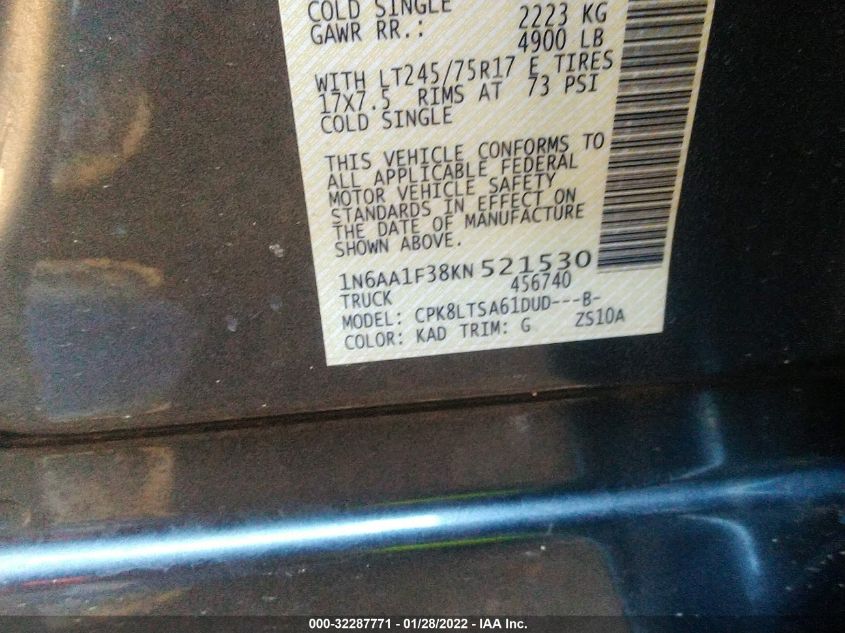 COLD SINGLE 2223 KG
GAWR RR.: 4900 LB
WITH LT245/75R17 E TIRES
17X7.5 RIMS AT 73 PSI
COLD SINGLE
THIS VEHICLE CONFORMS TO
ALL APPLICABLE FEDERAL
MOTOR VEHICLE SAFETY
STANDARDS IN EFFECT ON
THE DATE OF MANUFACTURE
SHOWN ABOVE.
1N6AA1F38KN 521530
TRUCK 456740
MODEL: CPK8LTSA61DUD---B-
COLOR: KAD TRIM: G ZS10A
000-32287771 - 01/28/2022 - IAA Inc.